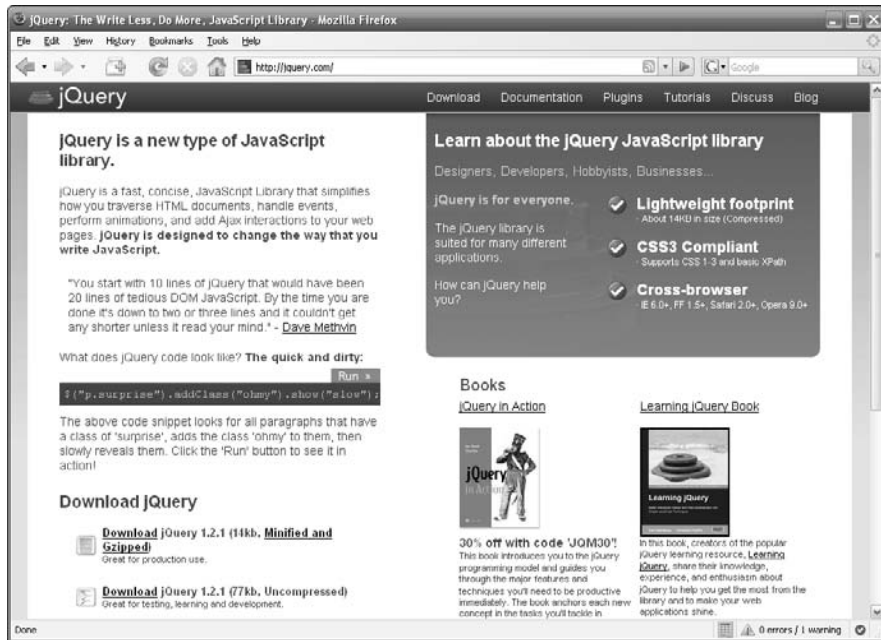 jQuery: The Write Less, Do More, JavaScript Library - Mozilla Firefox
File Edit View History Bookmarks Tools Help
http://jquery.com/
Google
jQuery
Download Documentation Plugins Tutorials Discuss Blog
jQuery is a new type of JavaScript
library.
jQuery is a fast, concise, JavaScript Library that simplifies
how you traverse HTML documents, handle events,
perform animations, and add Ajax interactions to your web
pages. jQuery is designed to change the way that you
write JavaScript.
"You start with 10 lines of jQuery that would have been
20 lines of tedious DOM JavaScript. By the time you are
done it's down to two or three lines and it couldn't get
any shorter unless it read your mind." - Dave Methvin
What does jQuery code look like? The quick and dirty:
Run »
$("p.surprise").addClass("ohmy").show("slow");
The above code snippet looks for all paragraphs that have
a class of 'surprise', adds the class 'ohmy' to them, then
slowly reveals them. Click the 'Run' button to see it in
action!
Download jQuery
Download jQuery 1.2.1 (14kb, Minified and
Gzipped)
Great for production use.
Download jQuery 1.2.1 (77kb, Uncompressed)
Great for testing, learning and development.
Learn about the jQuery JavaScript library
Designers, Developers, Hobbyists, Businesses...
jQuery is for everyone.
The jQuery library is
suited for many different
applications.
How can jQuery help
you?
Lightweight footprint
- About 14KB in size (Compressed)
CSS3 Compliant
- Supports CSS 1-3 and basic XPath
Cross-browser
- IE 6.0+, FF 1.5+, Safari 2.0+, Opera 9.0+
Books
jQuery in Action
jQuery
in Action
30% off with code 'JQM30'!
This book introduces you to the jQuery
programming model and guides you
through the major features and
techniques you'll need to be productive
immediately. The book anchors each new
concept in the tasks you'll tackle in
Learning jQuery Book
Learning jQuery
In this book, creators of the popular
jQuery learning resource, Learning
jQuery, share their knowledge,
experience, and enthusiasm about
jQuery to help you get the most from the
library and to make your web
applications shine.
Done
0 errors / 1 warning